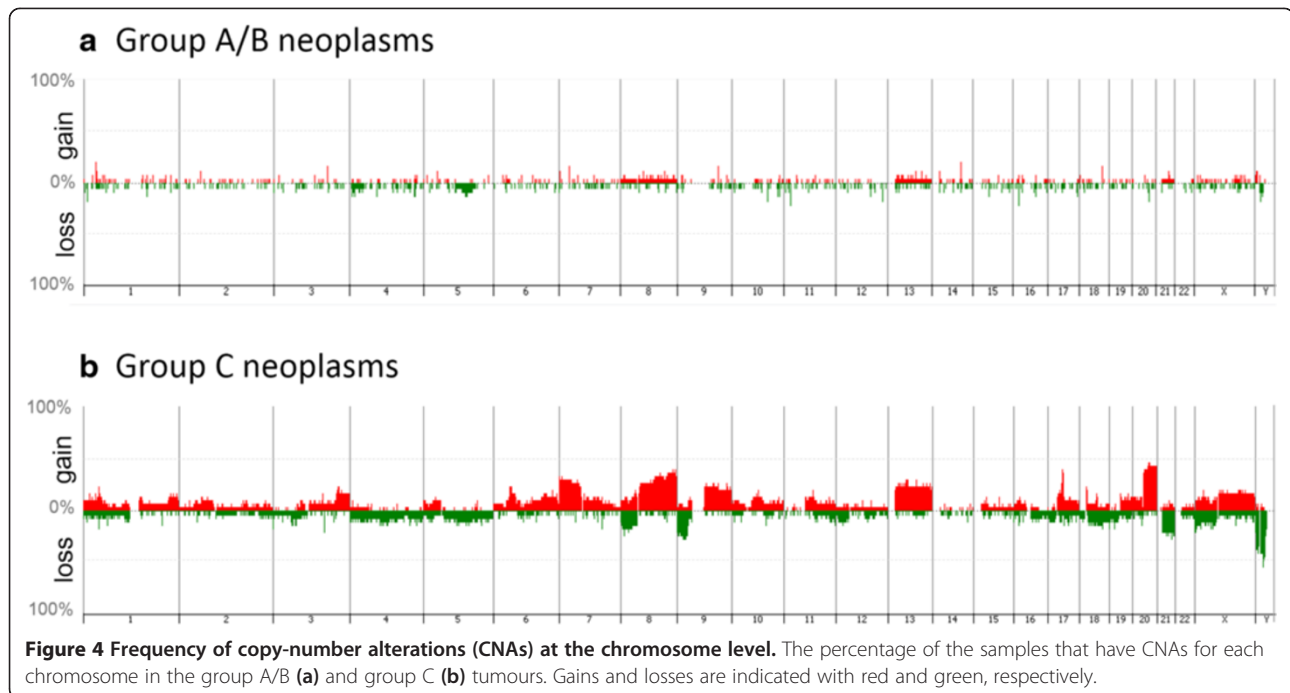 a Group A/B neoplasms
100%
gain
0%
loss
100%
1 2 3 4 5 6 7 8 9 10 11 12 13 14 15 16 17 18 19 20 21 22 X Y
b Group C neoplasms
100%
gain
0%
loss
100%
1 2 3 4 5 6 7 8 9 10 11 12 13 14 15 16 17 18 19 20 21 22 X Y
Figure 4 Frequency of copy-number alterations (CNAs) at the chromosome level. The percentage of the samples that have CNAs for each
chromosome in the group A/B (a) and group C (b) tumours. Gains and losses are indicated with red and green, respectively.